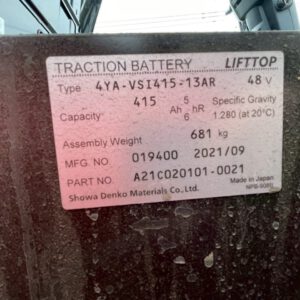 TRACTION BATTERY LIFTTOP
Type 4YA-VSI415-13AR 48 V
Capacity: 415 Ah 5 hR Specific Gravity
6 1.280 (at 20°C)
Assembly Weight 681 kg
MFG. NO. 019400 2021/09
PART NO. A21C020101-0021
Showa Denko Materials Co., Ltd. Made in Japan